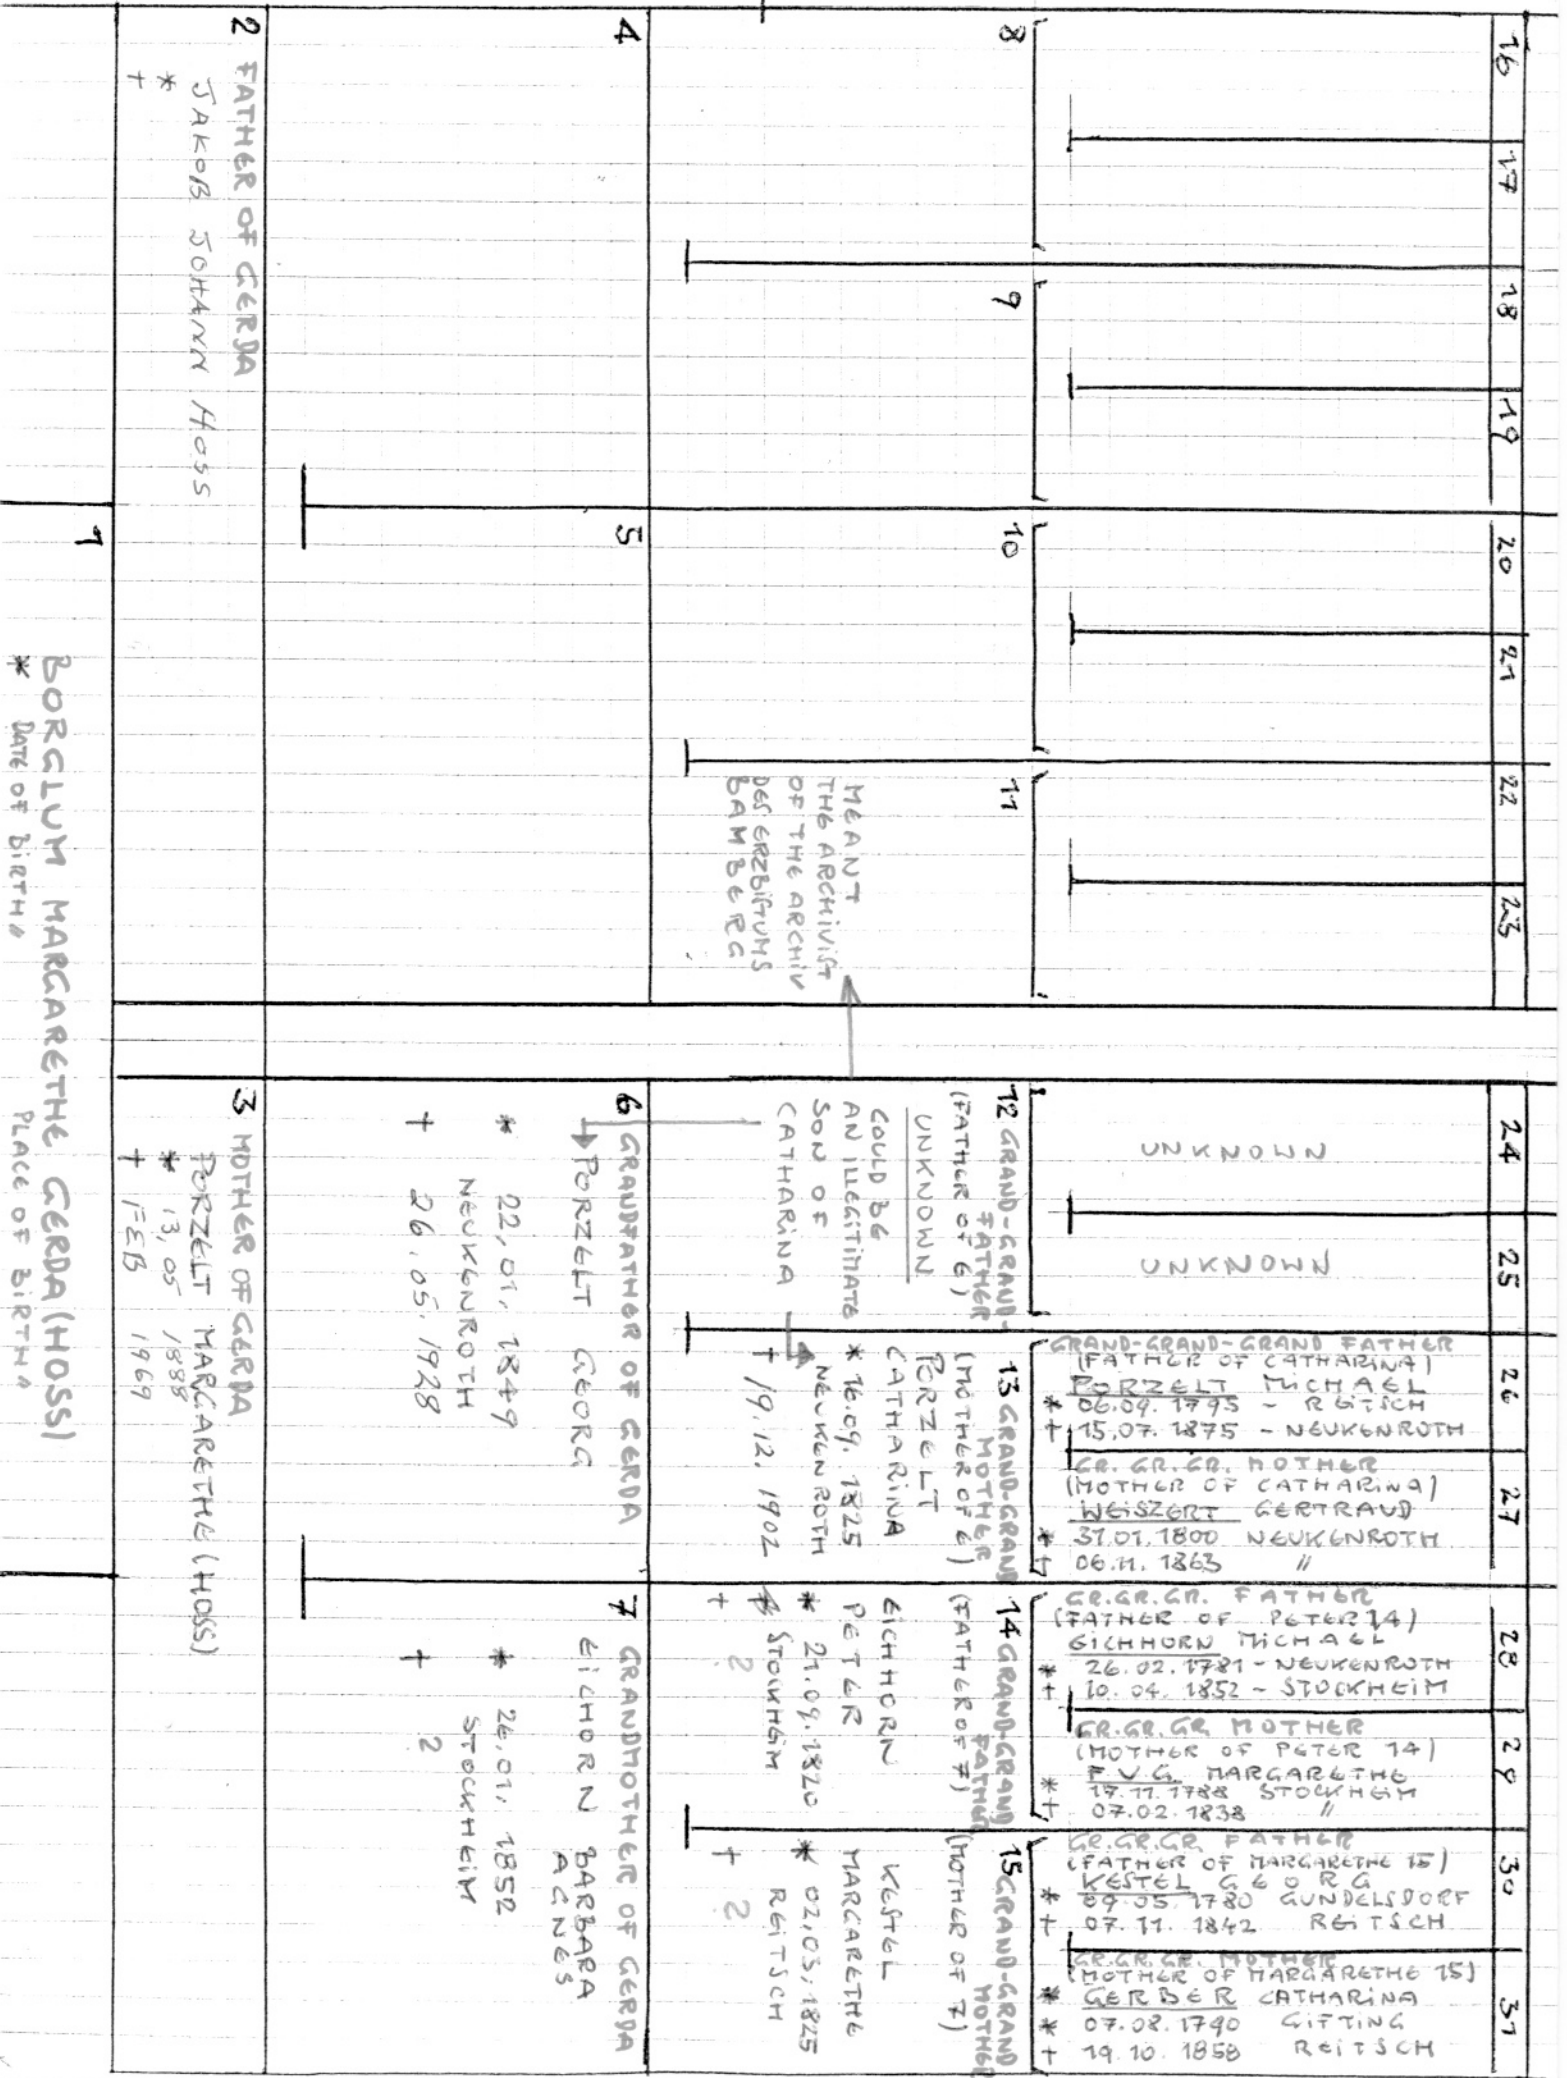 16 17 18 19 20 21 22 23 24 25 26 27 28 29 30 31
UNKNOWN
UNKNOWN
GRAND-GRAND-GRAND FATHER
(FATHER OF CATHARINA)
PORZELT MICHAEL
* 06.09.1795 - REITSCH
† 15.07.1875 - NEUKENROTH
GR. GR. GR. MOTHER
(MOTHER OF CATHARINA)
WEISZERT GERTRAUD
* 31.01.1800 NEUKENROTH
† 06.11.1863 "
GR.GR.GR. FATHER
(FATHER OF PETER 14)
EICHHORN MICHAEL
* 26.02.1781 - NEUKENROTH
† 10.04.1852 - STOCKHEIM
GR.GR.GR MOTHER
(MOTHER OF PETER 14)
F.V.G. MARGARETHE
* 17.11.1788 STOCKHEIM
† 07.02.1838 "
GR.GR.GR. FATHER
(FATHER OF MARGARETHE 15)
KESTEL GEORG
* 09.05.1780 GUNDELSDORF
† 07.11.1842 REITSCH
GR.GR.GR. MOTHER
(MOTHER OF MARGARETHE 15)
* GERBER CATHARINA
* 07.08.1790 GIFTING
† 19.10.1858 REITSCH
8
9
10
11
MEANT
THE ARCHIVIST
OF THE ARCHIV
DES ERZBISTUMS
BAMBERG
12 GRAND-GRAND-
FATHER
(FATHER OF 6)
UNKNOWN
COULD BE
AN ILLEGITIMATE
SON OF
CATHARINA
13 GRAND-GRAND
MOTHER
(MOTHER OF 6)
PORZELT
CATHARINA
* 16.09.1825
NEUKENROTH
† 19.12.1902
14 GRAND-GRAND
FATHER
(FATHER OF 7)
EICHHORN
PETER
* 21.09.1820
STOCKHEIM
† ?
15 GRAND-GRAND
MOTHER
(MOTHER OF 7)
KESTEL
MARGARETHE
* 02.03.1825
REITSCH
† ?
4
5
6 GRANDFATHER OF GERDA
PORZELT GEORG
* 22.01.1849
NEUKENROTH
† 26.05.1928
7 GRANDMOTHER OF GERDA
EICHORN BARBARA
AGNES
* 26.01.1852
STOCKHEIM
† ?
2 FATHER OF GERDA
JAKOB JOHANN HOSS
*
†
3 MOTHER OF GERDA
PORZELT MARGARETHE (HOSS)
* 13.05 1888
† FEB 1969
1
BORGLUM MARGARETHE GERDA (HOSS)
* DATE OF BIRTH" PLACE OF BIRTH"